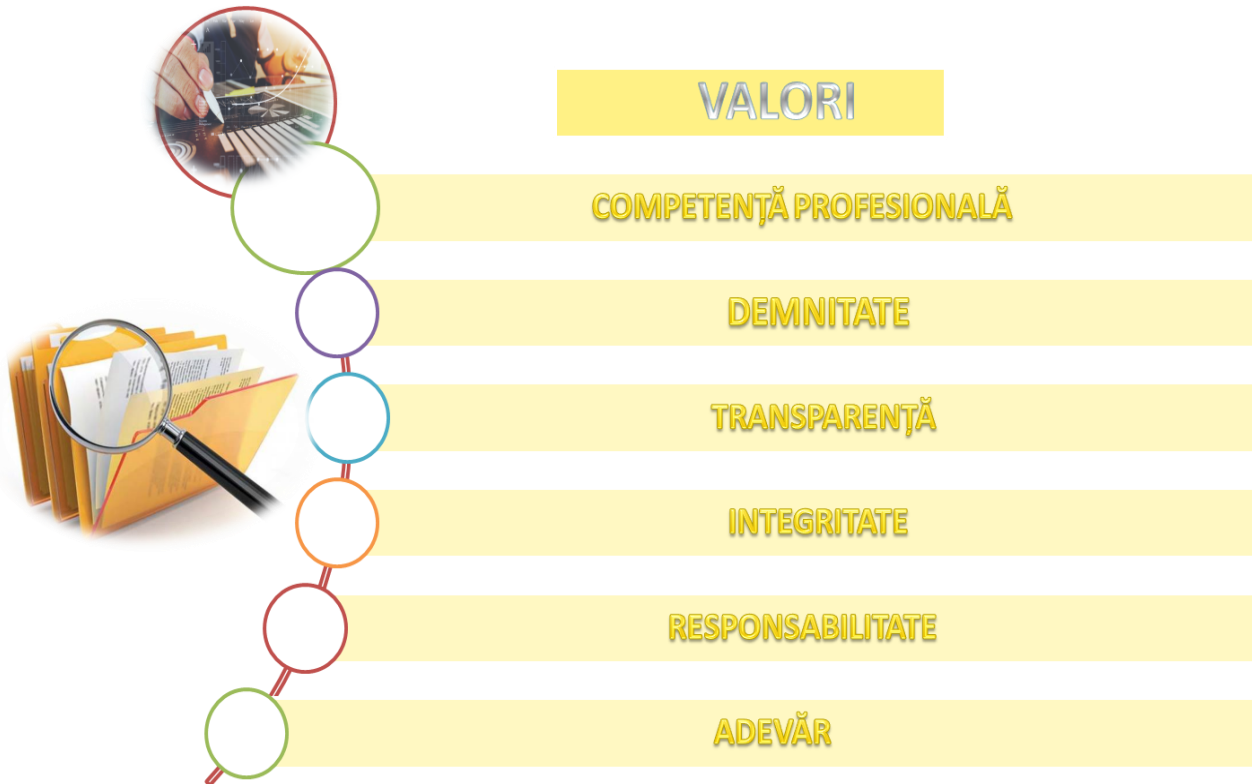 VALORI
COMPETENȚĂ PROFESIONALĂ
DEMNITATE
TRANSPARENȚĂ
INTEGRITATE
RESPONSABILITATE
ADEVĂR